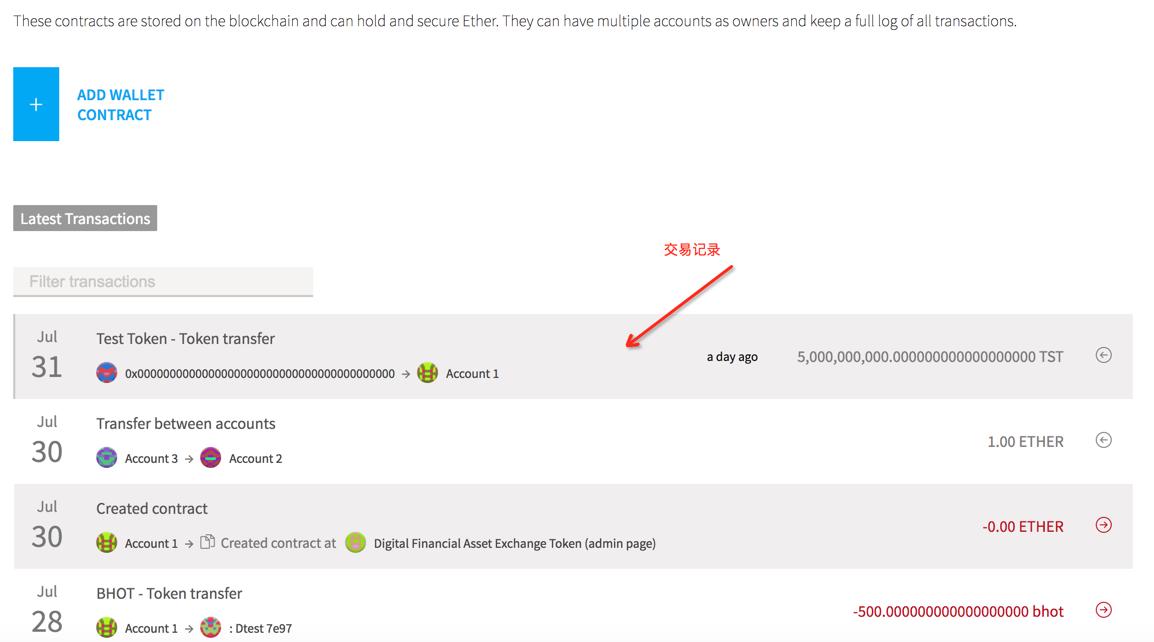 These contracts are stored on the blockchain and can hold and secure Ether. They can have multiple accounts as owners and keep a full log of all transactions.
+
ADD WALLET
CONTRACT
Latest Transactions
交易记录
Filter transactions
Jul
31
Test Token - Token transfer
0x0000000000000000000000000000000000000000 → Account 1
a day ago
5,000,000,000.000000000000000000 TST
Jul
30
Transfer between accounts
Account 3 → Account 2
1.00 ETHER
Jul
30
Created contract
Account 1 → Created contract at Digital Financial Asset Exchange Token (admin page)
-0.00 ETHER
Jul
28
BHOT - Token transfer
Account 1 → : Dtest 7e97
-500.000000000000000000 bhot